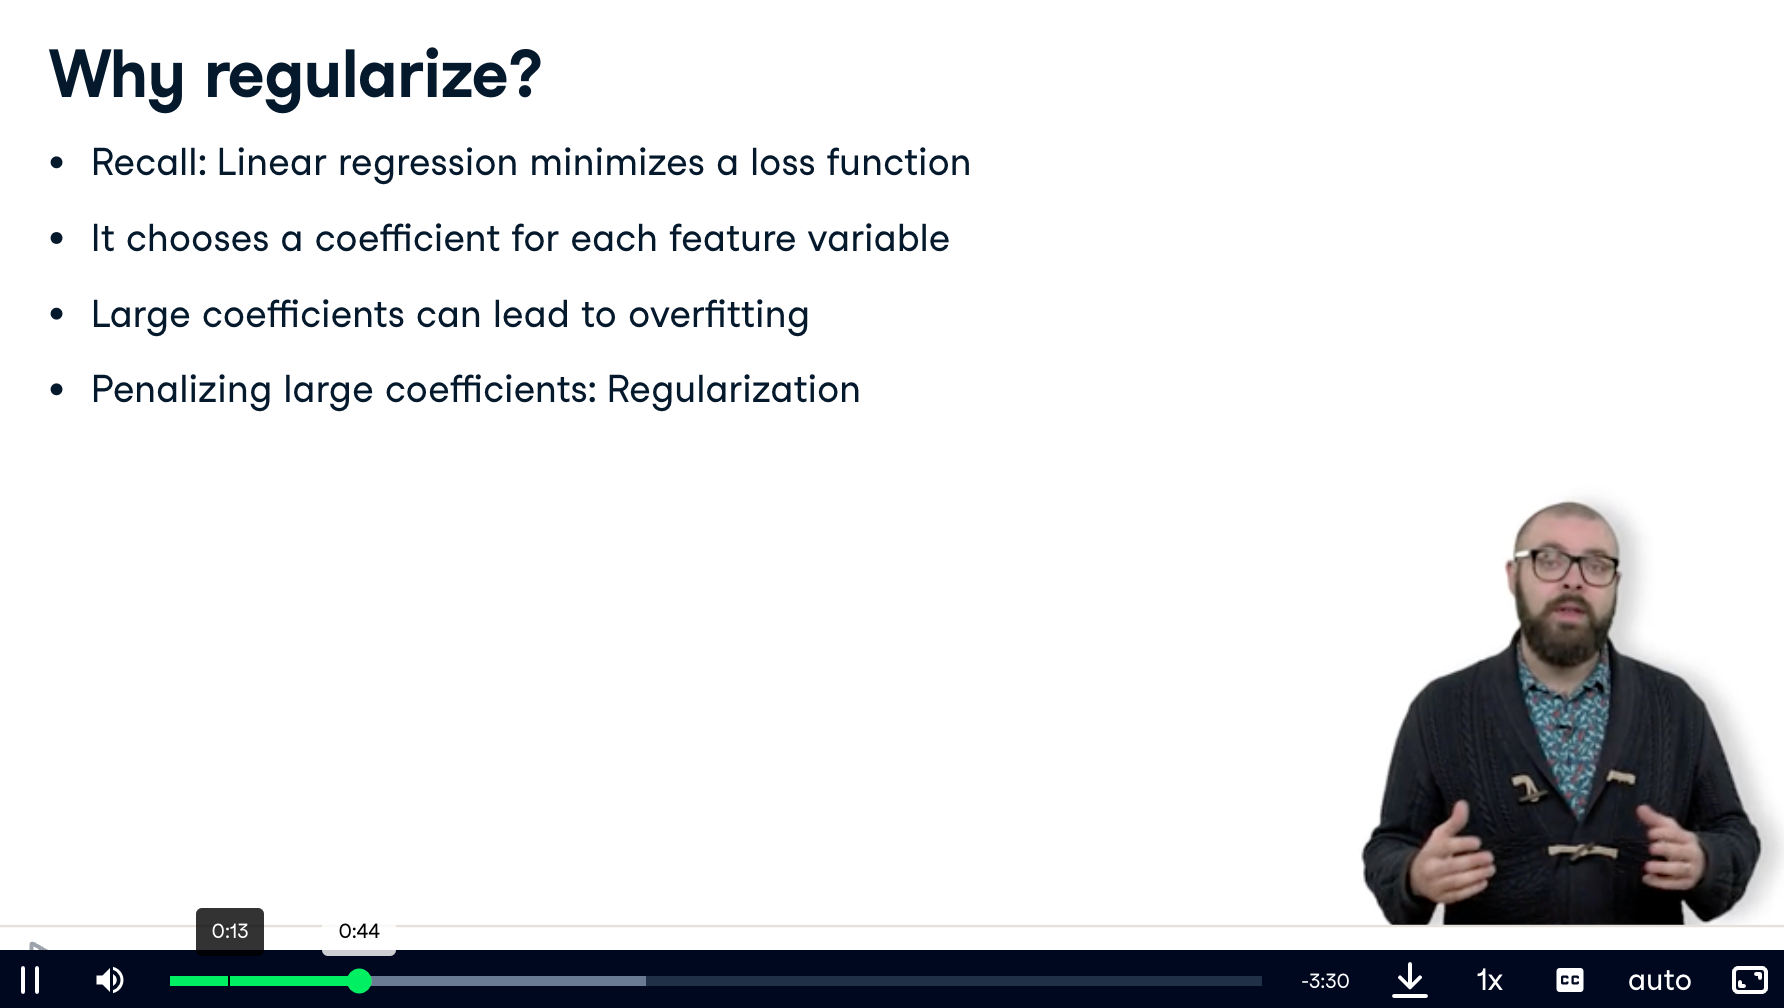 Why regularize?
• Recall: Linear regression minimizes a loss function
• It chooses a coefficient for each feature variable
• Large coefficients can lead to overfitting
• Penalizing large coefficients: Regularization
0:13 0:44
-3:30 1x CC auto